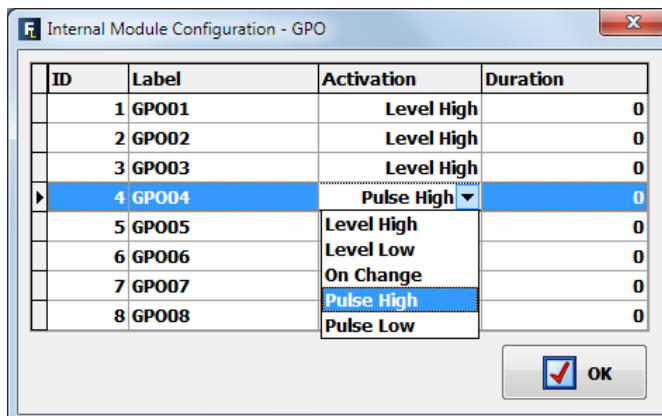 Internal Module Configuration - GPO
ID Label Activation Duration
1 GPO01 Level High 0
2 GPO02 Level High 0
3 GPO03 Level High 0
4 GPO04 Pulse High 0
5 GPO05 Level High 0
6 GPO06 Level Low 0
7 GPO07 On Change 0
Pulse High
8 GPO08 Pulse Low 0
OK